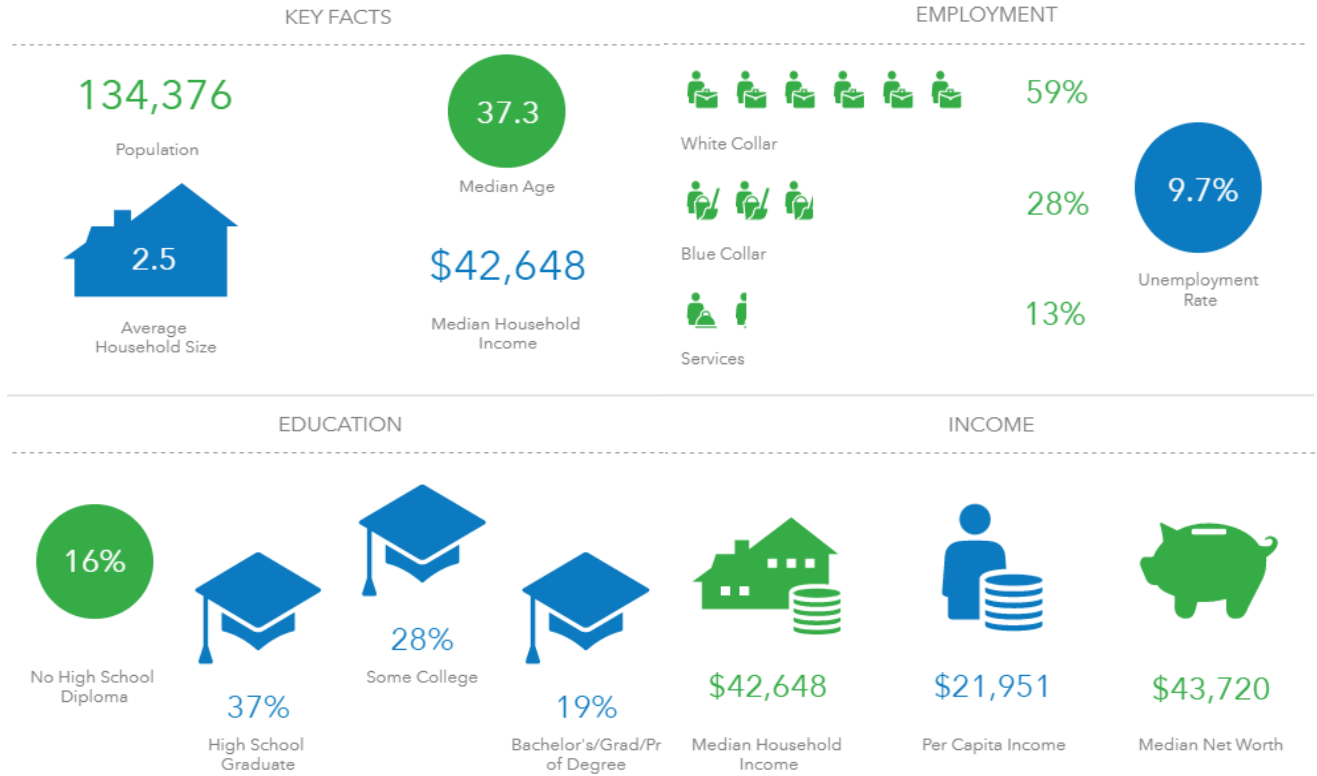 KEY FACTS
134,376
Population
37.3
Median Age
2.5
Average
Household Size
$42,648
Median Household
Income
EMPLOYMENT
59%
White Collar
28%
Blue Collar
13%
Services
9.7%
Unemployment
Rate
EDUCATION
16%
No High School
Diploma
37%
High School
Graduate
28%
Some College
19%
Bachelor's/Grad/Pr
of Degree
INCOME
$42,648
Median Household
Income
$21,951
Per Capita Income
$43,720
Median Net Worth